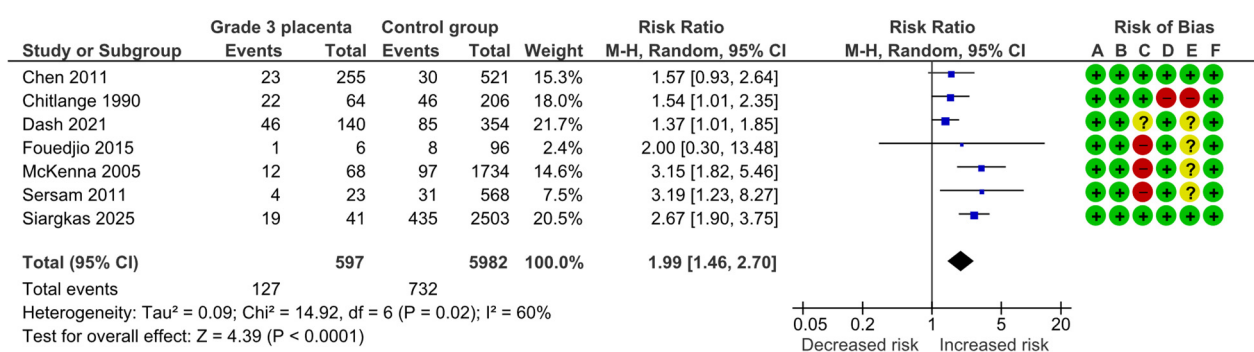 Grade 3 placenta Control group Risk Ratio Risk Ratio Risk of Bias
Study or Subgroup Events Total Events Total Weight M-H, Random, 95% CI M-H, Random, 95% CI A B C D E F
Chen 2011 23 255 30 521 15.3% 1.57 [0.93, 2.64] + + + + + +
Chitlange 1990 22 64 46 206 18.0% 1.54 [1.01, 2.35] + + + − − +
Dash 2021 46 140 85 354 21.7% 1.37 [1.01, 1.85] + + ? + ? +
Fouedjio 2015 1 6 8 96 2.4% 2.00 [0.30, 13.48] + + − + ? +
McKenna 2005 12 68 97 1734 14.6% 3.15 [1.82, 5.46] + + − + ? +
Sersam 2011 4 23 31 568 7.5% 3.19 [1.23, 8.27] + + − + ? +
Siargkas 2025 19 41 435 2503 20.5% 2.67 [1.90, 3.75] + + + + + +
Total (95% CI) 597 5982 100.0% 1.99 [1.46, 2.70]
Total events 127 732
Heterogeneity: Tau² = 0.09; Chi² = 14.92, df = 6 (P = 0.02); I² = 60%
Test for overall effect: Z = 4.39 (P < 0.0001)
0.05 0.2 1 5 20
Decreased risk Increased risk